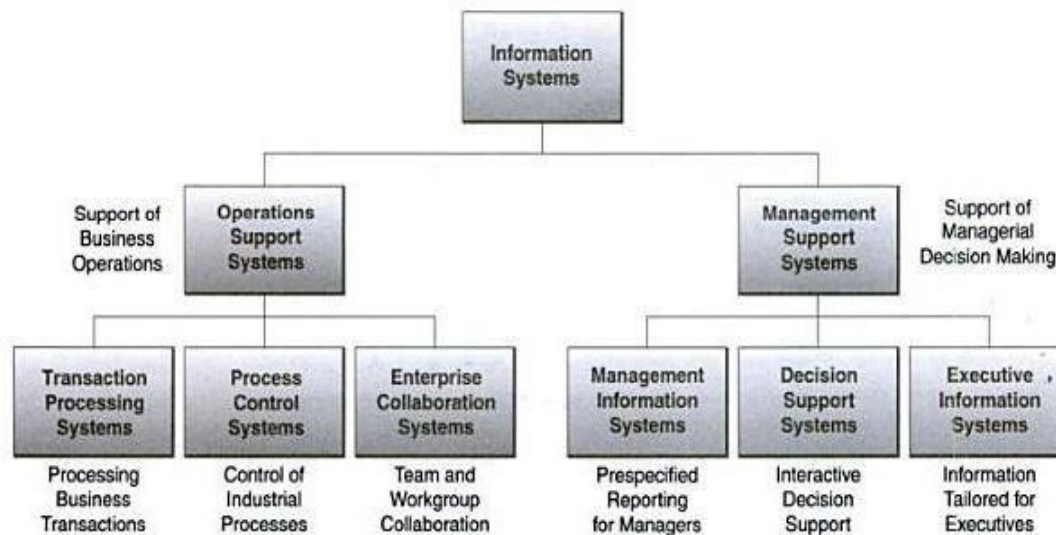 Information
Systems
Support of
Business
Operations
Operations
Support
Systems
Management
Support
Systems
Support of
Managerial
Decision Making
Transaction
Processing
Systems
Process
Control
Systems
Enterprise
Collaboration
Systems
Management
Information
Systems
Decision
Support
Systems
Executive
Information
Systems
Processing
Business
Transactions
Control of
Industrial
Processes
Team and
Workgroup
Collaboration
Prespecified
Reporting
for Managers
Interactive
Decision
Support
Information
Tailored for
Executives